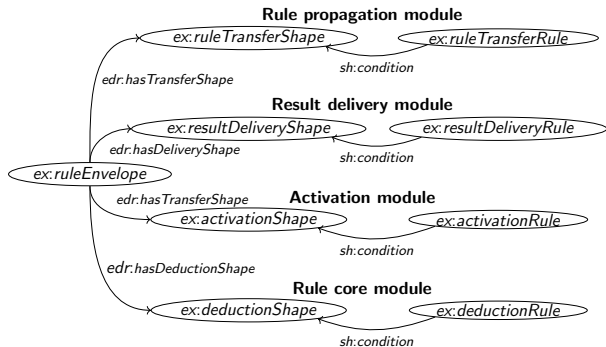 Rule propagation module
ex:ruleTransferShape
ex:ruleTransferRule
sh:condition
edr:hasTransferShape
Result delivery module
ex:resultDeliveryShape
ex:resultDeliveryRule
edr:hasDeliveryShape
sh:condition
ex:ruleEnvelope
edr:hasTransferShape
Activation module
ex:activationShape
ex:activationRule
sh:condition
edr:hasDeductionShape
Rule core module
ex:deductionShape
ex:deductionRule
sh:condition